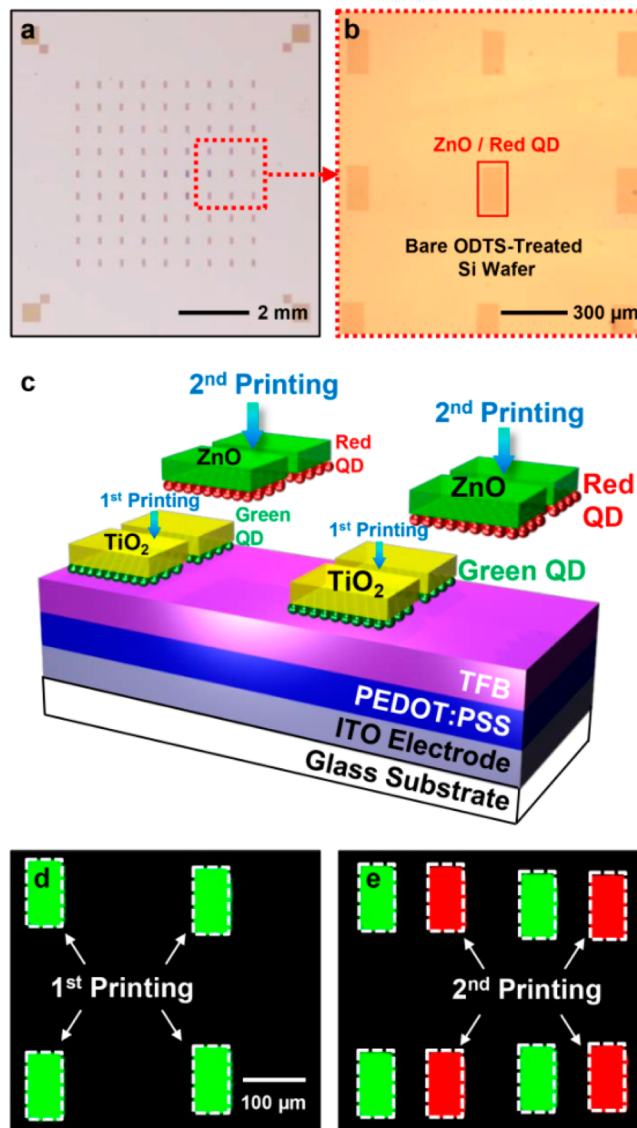 a
2 mm
b
ZnO / Red QD
Bare ODTS-Treated
Si Wafer
300 µm
c
2nd Printing
2nd Printing
ZnO
Red
QD
ZnO
Red
QD
1st Printing
Green
QD
TiO2
1st Printing
TiO2
Green QD
TFB
PEDOT:PSS
ITO Electrode
Glass Substrate
d
1st Printing
100 µm
e
2nd Printing